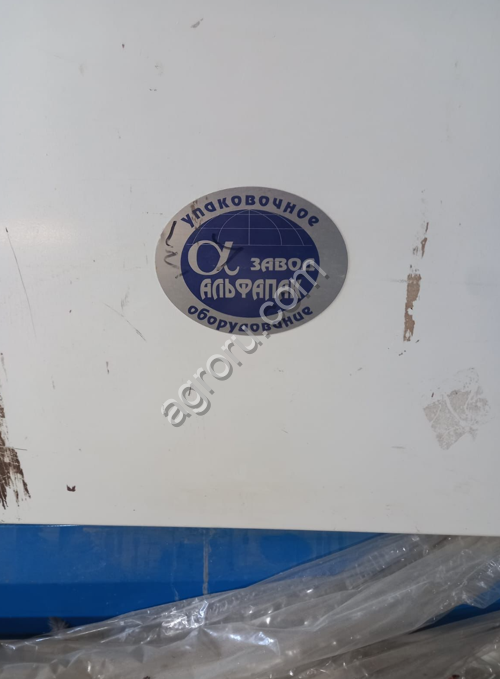 упаковочное
α ЗАВОД
АЛЬФАПАК
оборудование
agroru.com